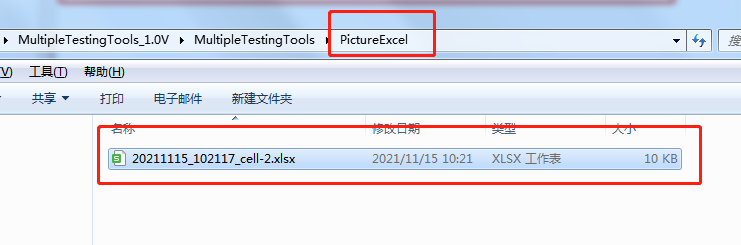 MultipleTestingTools_1.0V MultipleTestingTools PictureExcel 搜
(V) 工具(T) 帮助(H)
共享 打印 电子邮件 新建文件夹
名称 修改日期 类型 大小
20211115_102117_cell-2.xlsx 2021/11/15 10:21 XLSX 工作表 10 KB